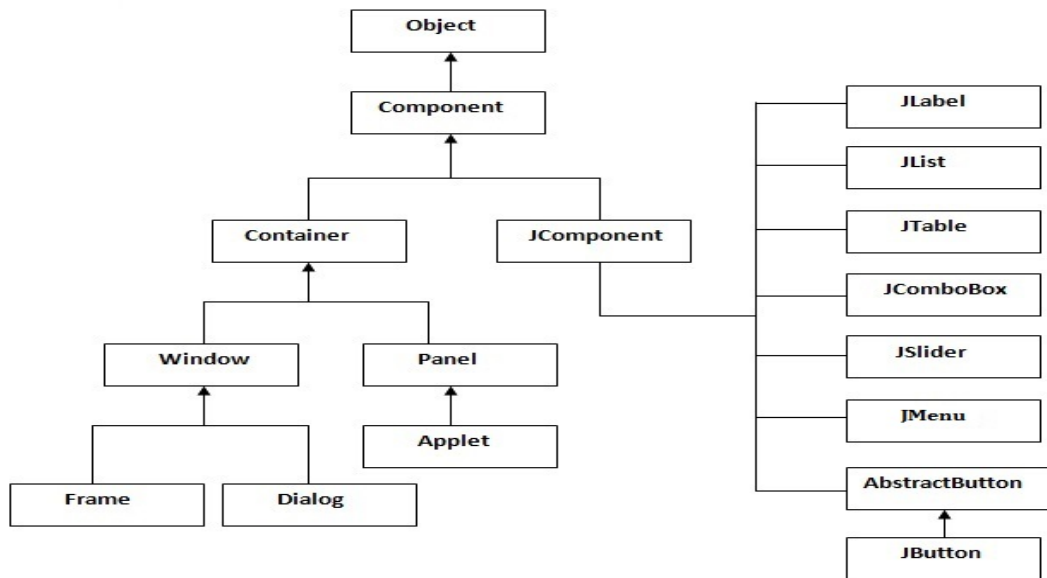 Object
Component
Container
JComponent
Window
Panel
Applet
Frame
Dialog
JLabel
JList
JTable
JComboBox
JSlider
JMenu
AbstractButton
JButton